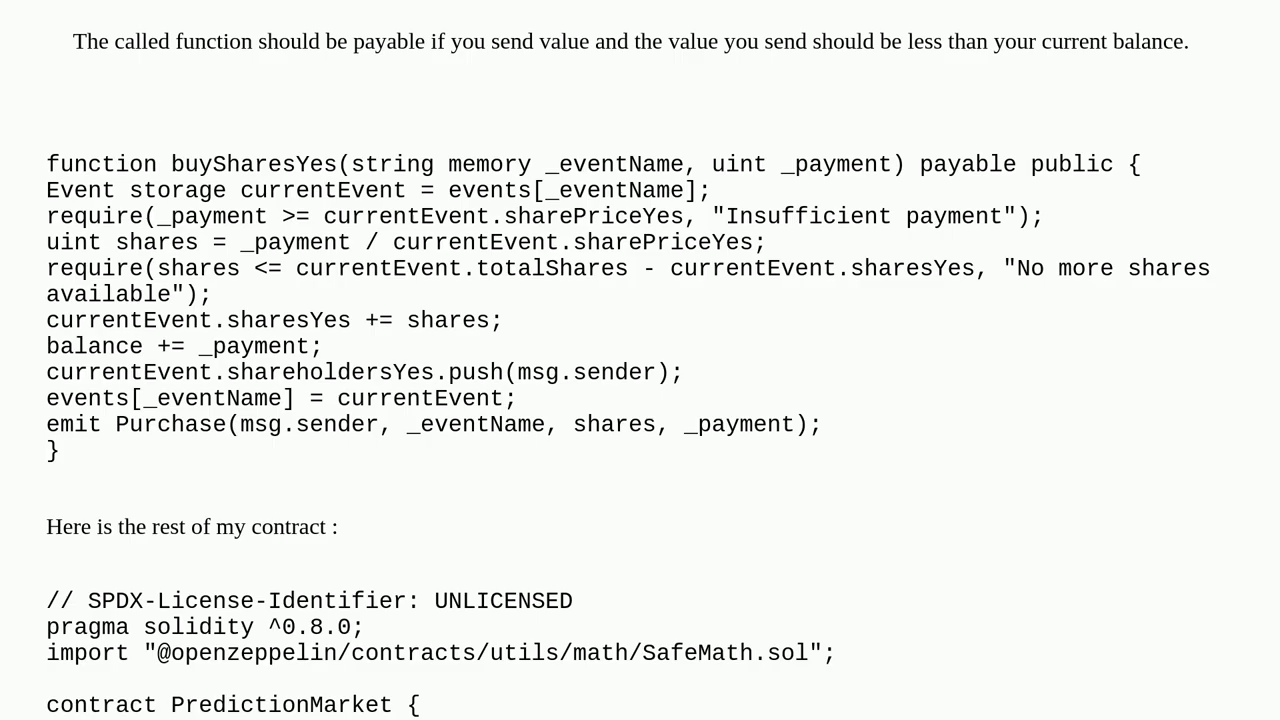 The called function should be payable if you send value and the value you send should be less than your current balance.
function buySharesYes(string memory _eventName, uint _payment) payable public {
Event storage currentEvent = events[_eventName];
require(_payment >= currentEvent.sharePriceYes, "Insufficient payment");
uint shares = _payment / currentEvent.sharePriceYes;
require(shares <= currentEvent.totalShares - currentEvent.sharesYes, "No more shares
available");
currentEvent.sharesYes += shares;
balance += _payment;
currentEvent.shareholdersYes.push(msg.sender);
events[_eventName] = currentEvent;
emit Purchase(msg.sender, _eventName, shares, _payment);
}
Here is the rest of my contract :
// SPDX-License-Identifier: UNLICENSED
pragma solidity ^0.8.0;
import "@openzeppelin/contracts/utils/math/SafeMath.sol";
contract PredictionMarket {